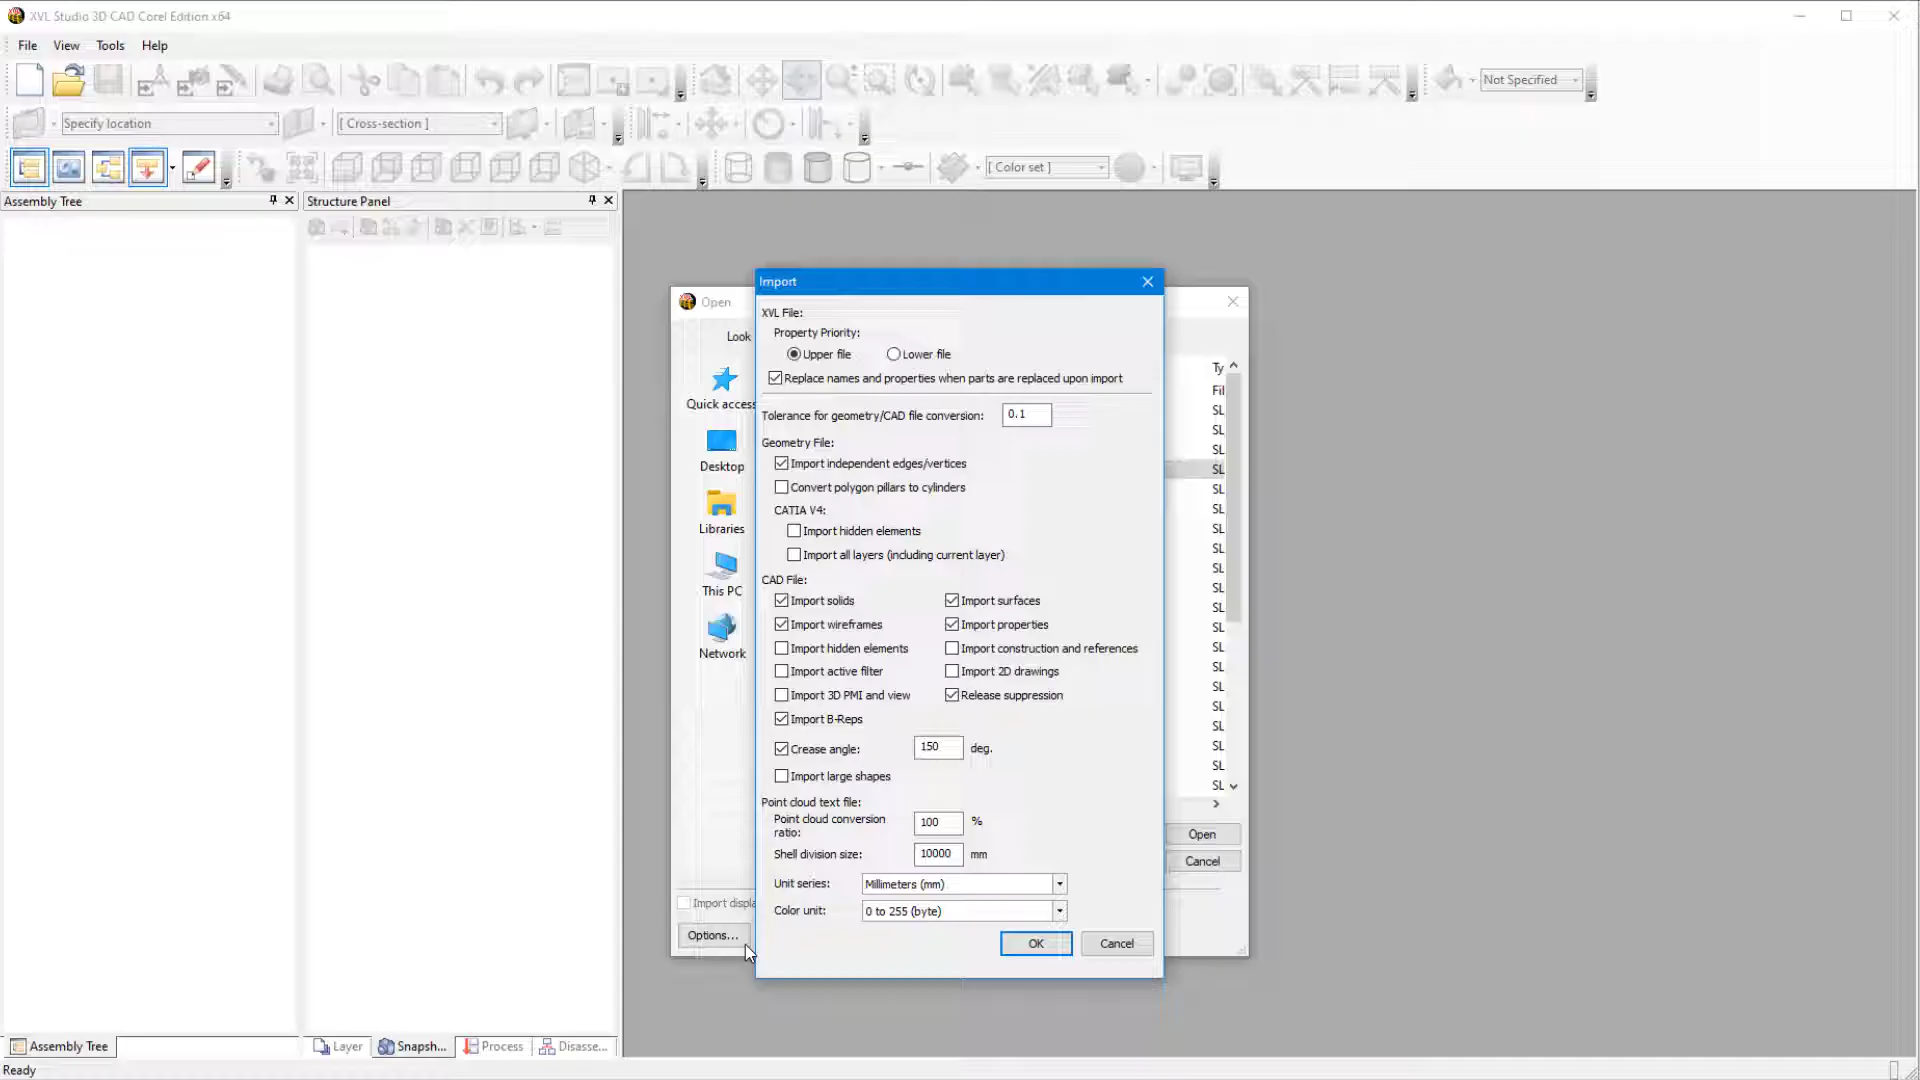 XVL Studio 3D CAD Corel Edition x64
File View Tools Help
Not Specified
Specify location [ Cross-section ]
[ Color set ]
Assembly Tree Structure Panel
Import
Open
XVL File:
Look
Property Priority:
Upper file Lower file
Ty
Replace names and properties when parts are replaced upon import
Fil
Quick access
SL
Tolerance for geometry/CAD file conversion: 0.1
SL
Geometry File:
SL
Import independent edges/vertices
Desktop
SL
Convert polygon pillars to cylinders
SL
CATIA V4:
SL
Libraries
Import hidden elements
SL
Import all layers (including current layer)
SL
CAD File:
SL
This PC
SL
Import solids Import surfaces
SL
Import wireframes Import properties
SL
Network
Import hidden elements Import construction and references
SL
Import active filter Import 2D drawings
SL
Import 3D PMI and view Release suppression
SL
SL
Import B-Reps
SL
Crease angle: 150 deg.
SL
SL
Import large shapes
SL
Point cloud text file:
Point cloud conversion
ratio: 100 %
Open
Shell division size: 10000 mm
Cancel
Unit series: Millimeters (mm)
Import displa
Color unit: 0 to 255 (byte)
Options...
OK Cancel
Assembly Tree Layer Snapsh... Process Disasse...
Ready